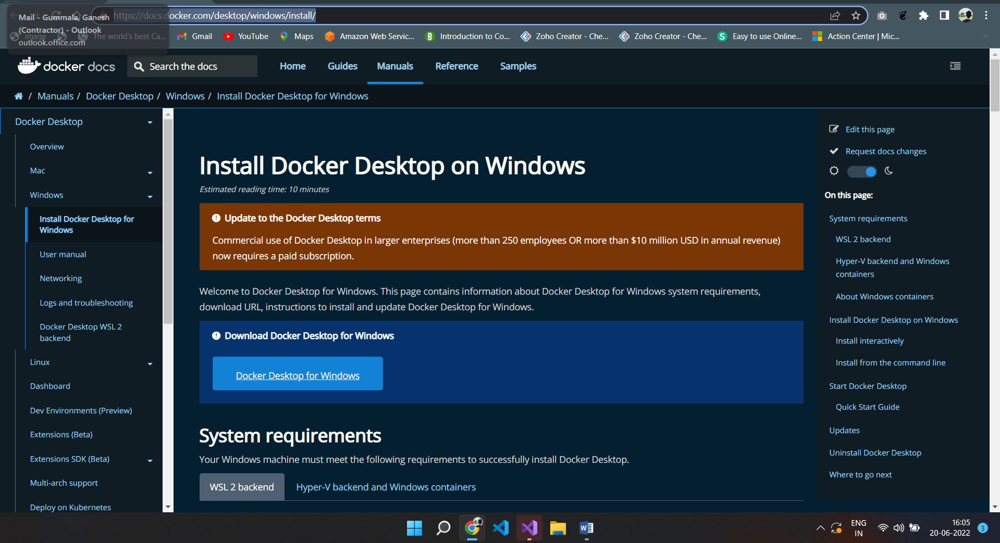 Mail - Gummala, Ganesh
(Contractor) - Outlook
outlook.office.com
https://docs.docker.com/desktop/windows/install/
image
The world's best Ca...
Gmail
YouTube
Maps
Amazon Web Servic...
Introduction to Co...
Zoho Creator - Che...
Zoho Creator - Che...
Easy to use Online...
Action Center | Mic...
docker docs
Search the docs
Home
Guides
Manuals
Reference
Samples
/ Manuals / Docker Desktop / Windows / Install Docker Desktop for Windows
Docker Desktop
Overview
Mac
Windows
Install Docker Desktop for
Windows
User manual
Networking
Logs and troubleshooting
Docker Desktop WSL 2
backend
Linux
Dashboard
Dev Environments (Preview)
Extensions (Beta)
Extensions SDK (Beta)
Multi-arch support
Deploy on Kubernetes
Install Docker Desktop on Windows
Estimated reading time: 10 minutes
Update to the Docker Desktop terms
Commercial use of Docker Desktop in larger enterprises (more than 250 employees OR more than $10 million USD in annual revenue)
now requires a paid subscription.
Welcome to Docker Desktop for Windows. This page contains information about Docker Desktop for Windows system requirements,
download URL, instructions to install and update Docker Desktop for Windows.
Download Docker Desktop for Windows
Docker Desktop for Windows
System requirements
Your Windows machine must meet the following requirements to successfully install Docker Desktop.
WSL 2 backend
Hyper-V backend and Windows containers
Edit this page
Request docs changes
On this page:
System requirements
WSL 2 backend
Hyper-V backend and Windows
containers
About Windows containers
Install Docker Desktop on Windows
Install interactively
Install from the command line
Start Docker Desktop
Quick Start Guide
Updates
Uninstall Docker Desktop
Where to go next
ENG
IN
16:05
20-06-2022
3